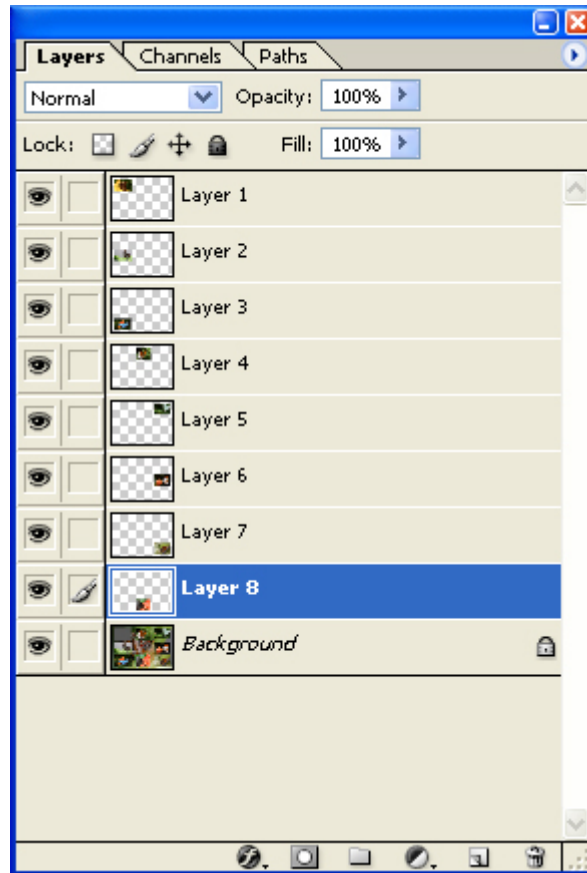 Layers Channels Paths
Normal Opacity: 100%
Lock: Fill: 100%
Layer 1
Layer 2
Layer 3
Layer 4
Layer 5
Layer 6
Layer 7
Layer 8
Background